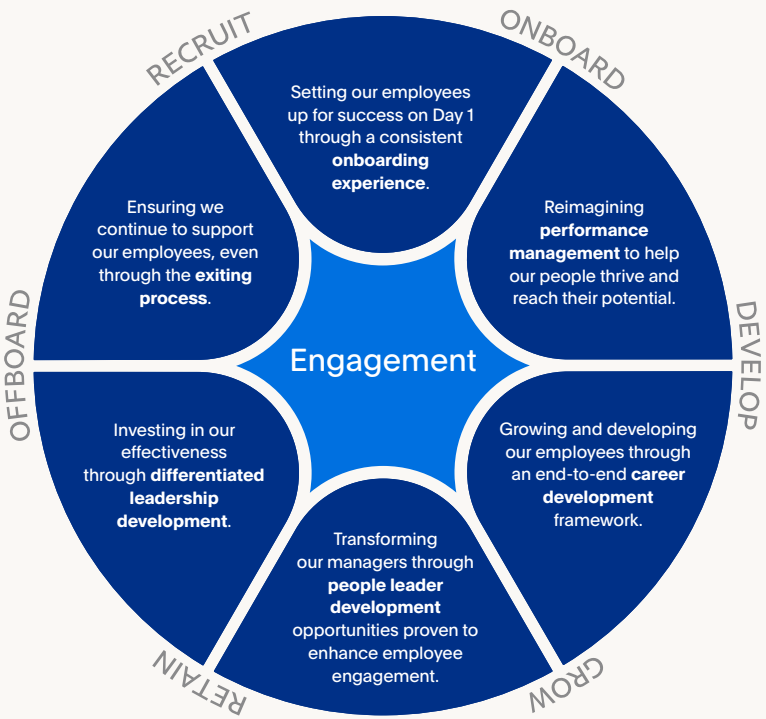 RECRUIT
ONBOARD
Setting our employees
up for success on Day 1
through a consistent
onboarding
experience.
Ensuring we
continue to support
our employees, even
through the exiting
process.
Reimagining
performance
management to help
our people thrive and
reach their potential.
OFFBOARD
Engagement
DEVELOP
Investing in our
effectiveness
through differentiated
leadership
development.
Growing and developing
our employees through
an end-to-end career
development
framework.
Transforming
our managers through
people leader
development
opportunities proven to
enhance employee
engagement.
RETAIN
GROW